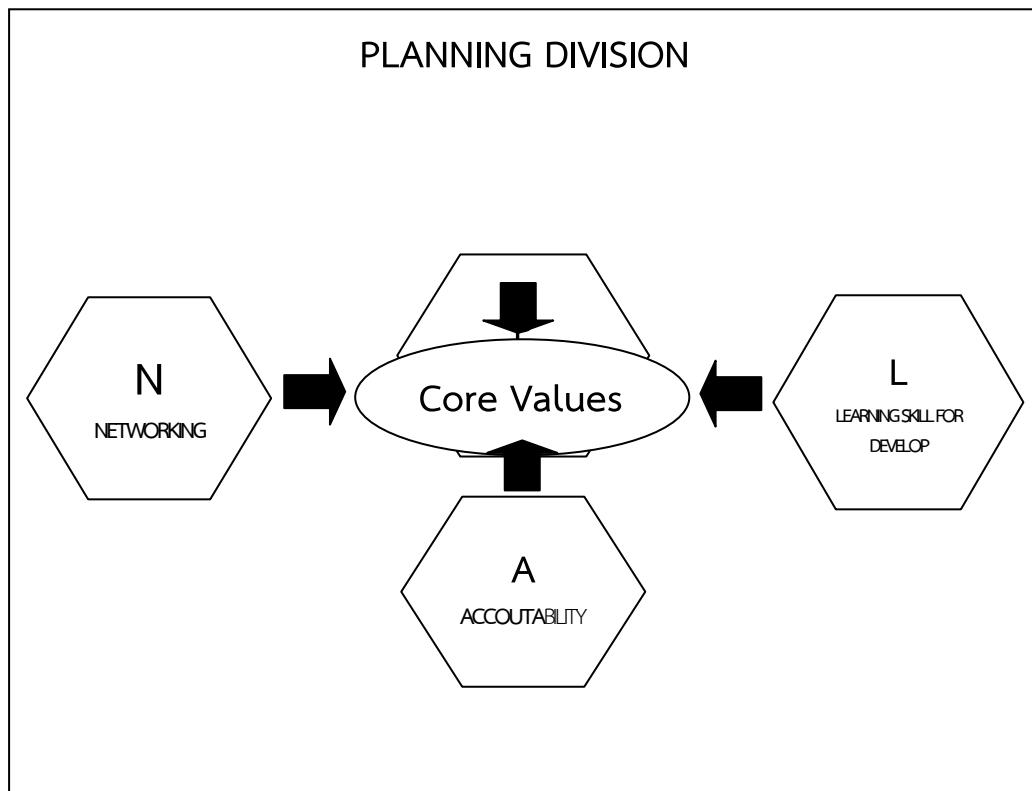 PLANNING DIVISION
N
NETWORKING
Core Values
L
LEARNING SKILL FOR
DEVELOP
A
ACCOUTABILITY